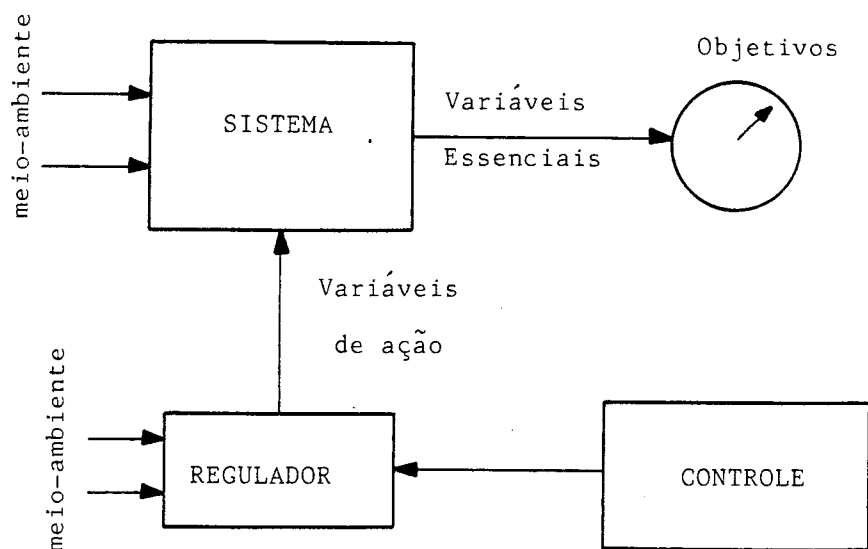 Objetivos
meio-ambiente
SISTEMA
Variáveis
Essenciais
Variáveis
de ação
meio-ambiente
REGULADOR
CONTROLE